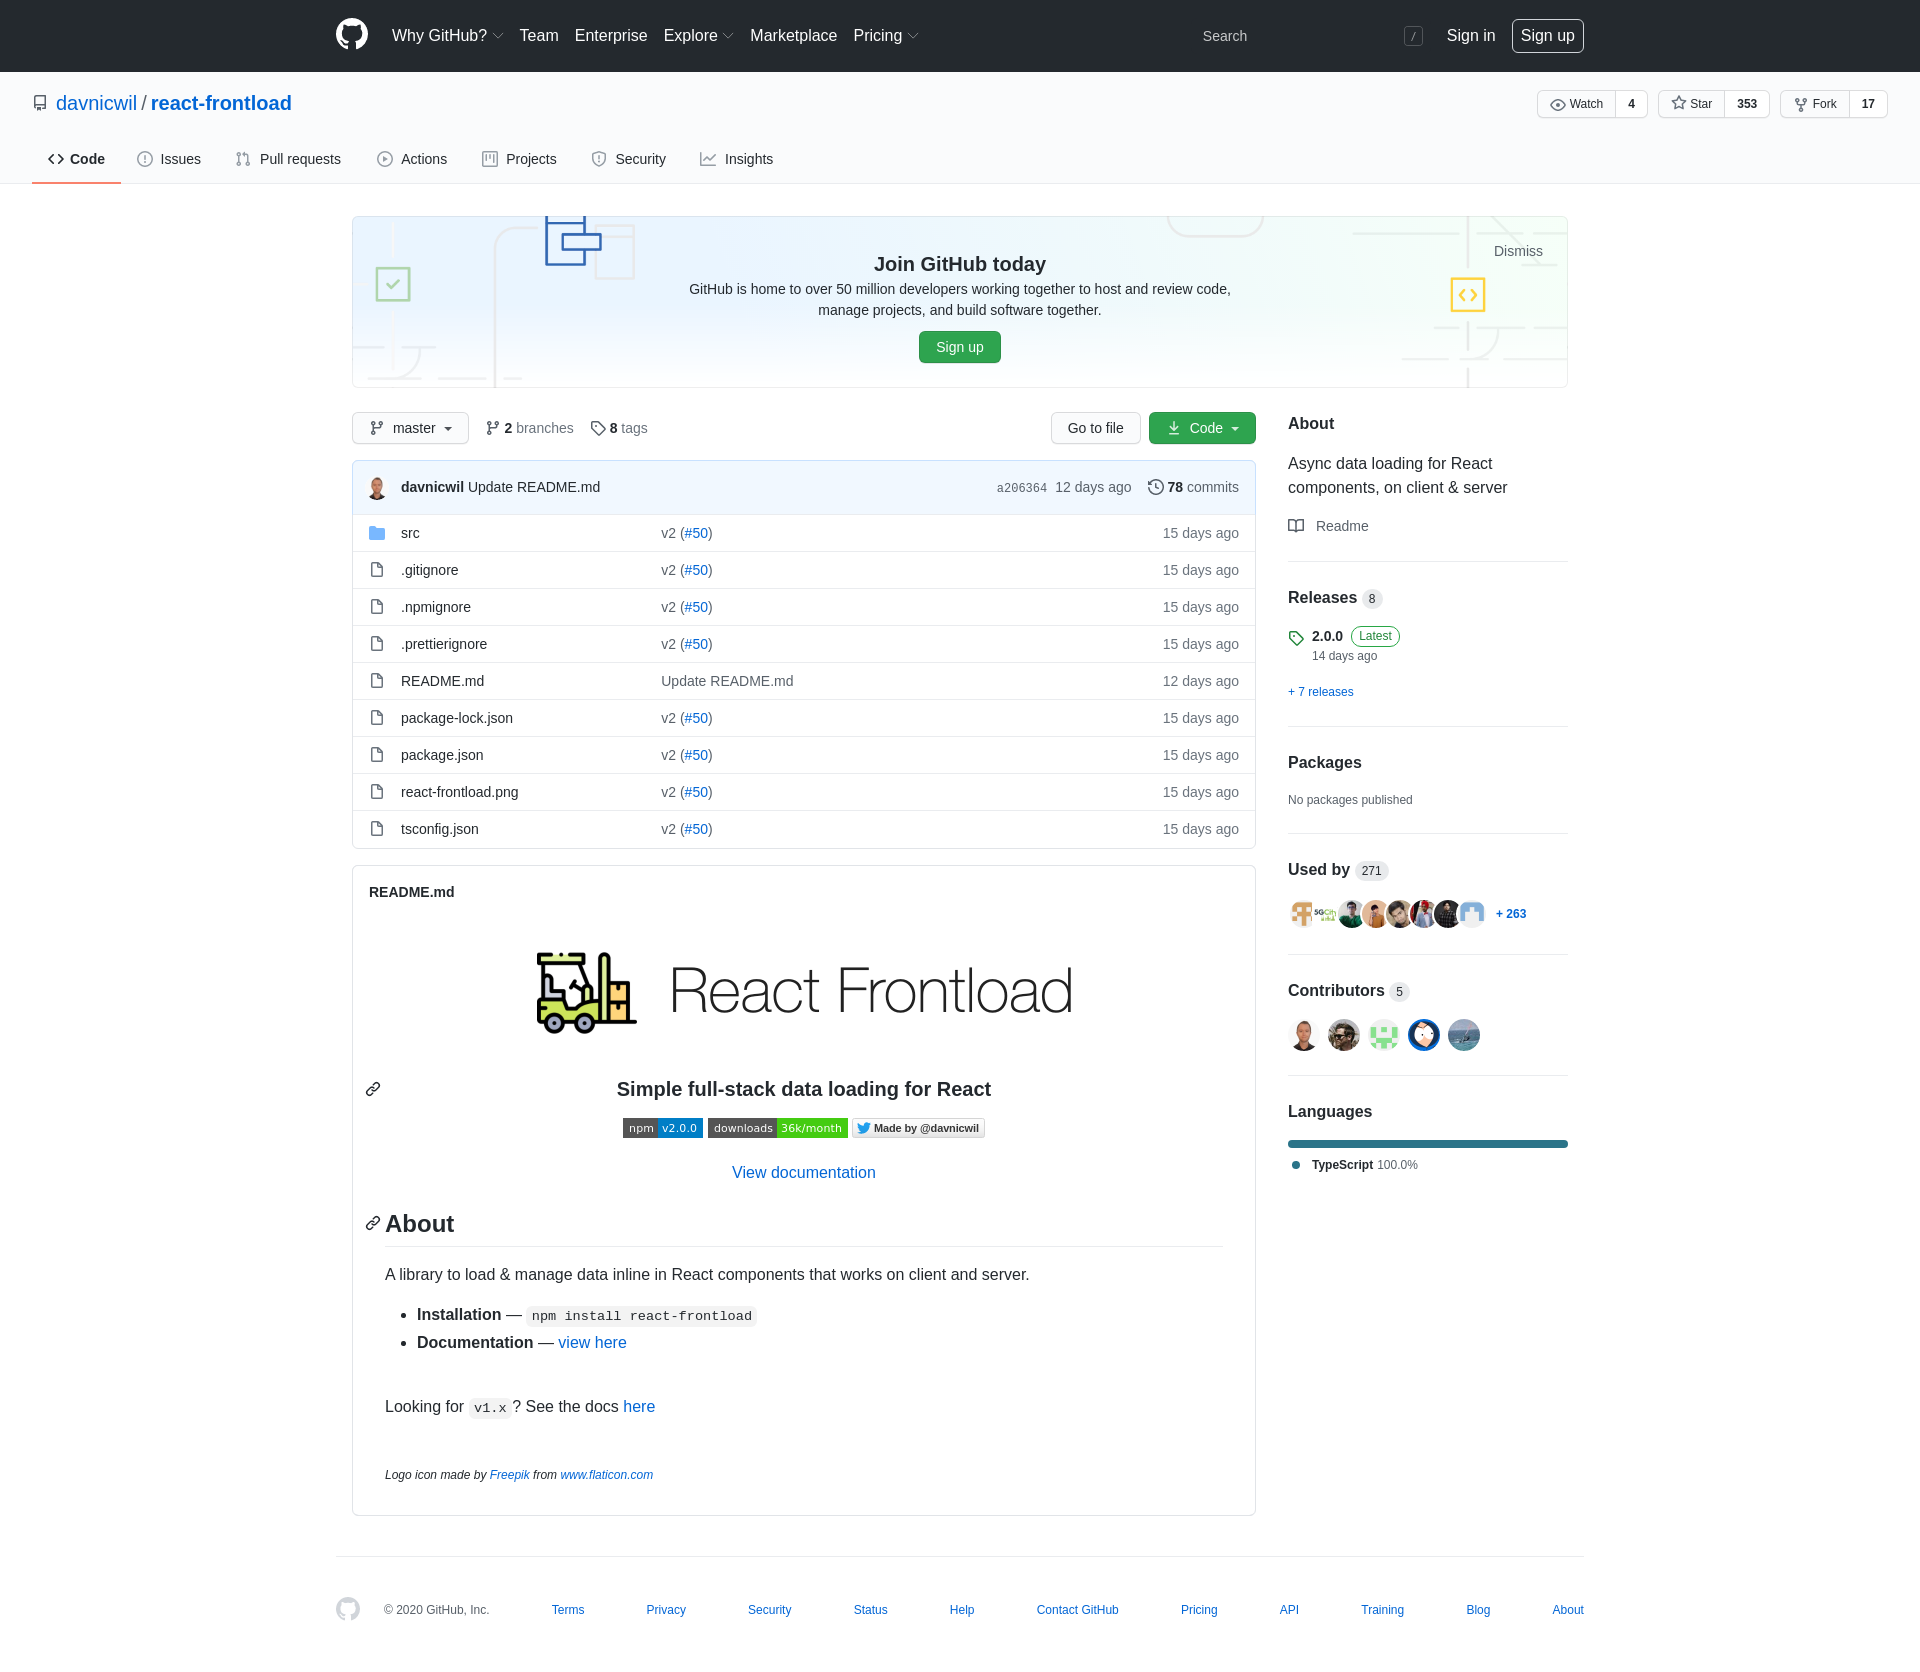 Why GitHub? Team Enterprise Explore Marketplace Pricing Search / Sign in Sign up
davnicwil / react-frontload Watch 4 Star 353 Fork 17
Code Issues Pull requests Actions Projects Security Insights
Dismiss
Join GitHub today
GitHub is home to over 50 million developers working together to host and review code,
manage projects, and build software together.
Sign up
master 2 branches 8 tags Go to file Code
davnicwil Update README.md a206364 12 days ago 78 commits
src v2 (#50) 15 days ago
.gitignore v2 (#50) 15 days ago
.npmignore v2 (#50) 15 days ago
.prettierignore v2 (#50) 15 days ago
README.md Update README.md 12 days ago
package-lock.json v2 (#50) 15 days ago
package.json v2 (#50) 15 days ago
react-frontload.png v2 (#50) 15 days ago
tsconfig.json v2 (#50) 15 days ago
README.md
React Frontload
Simple full-stack data loading for React
npm v2.0.0 downloads 36k/month Made by @davnicwil
View documentation
About
A library to load & manage data inline in React components that works on client and server.
• Installation — npm install react-frontload
• Documentation — view here
Looking for v1.x? See the docs here
Logo icon made by Freepik from www.flaticon.com
About
Async data loading for React
components, on client & server
Readme
Releases 8
2.0.0 Latest
14 days ago
+ 7 releases
Packages
No packages published
Used by 271
+ 263
Contributors 5
Languages
TypeScript 100.0%
© 2020 GitHub, Inc. Terms Privacy Security Status Help Contact GitHub Pricing API Training Blog About